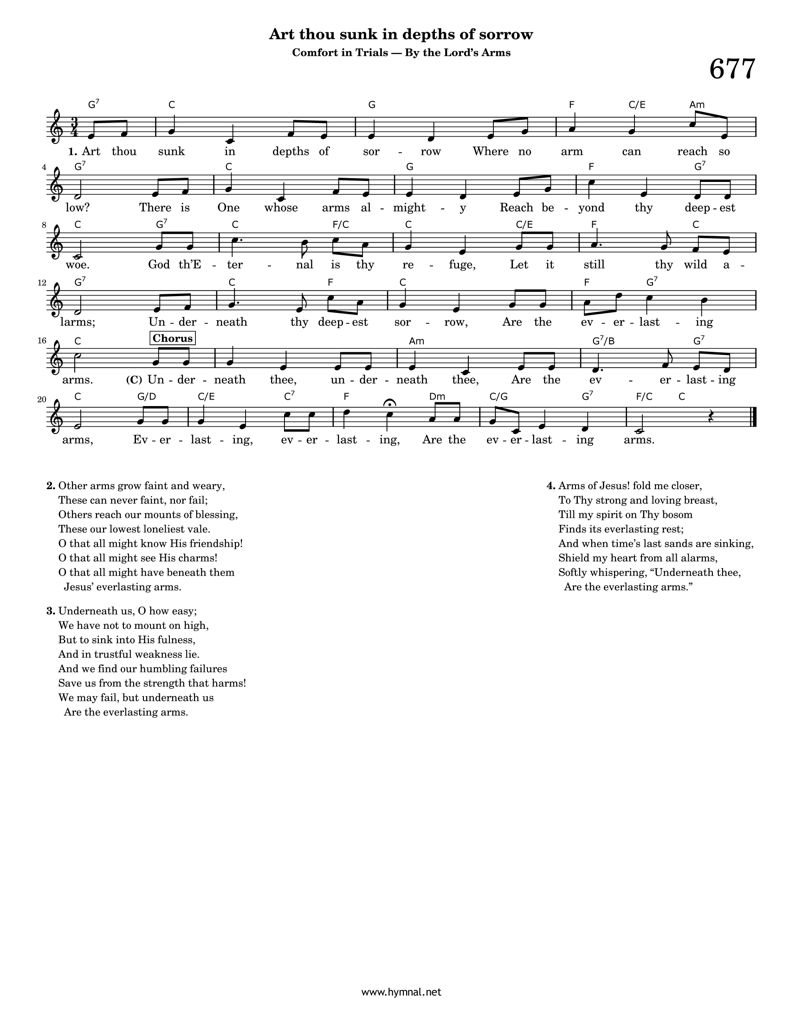 Art thou sunk in depths of sorrow
Comfort in Trials — By the Lord's Arms
677
G7 C G F C/E Am
3
4
1. Art thou sunk in depths of sor - row Where no arm can reach so
4 G7 C G F G7
low? There is One whose arms al - might - y Reach be - yond thy deep - est
8 C G7 C F/C G C/E F C
woe. God th'E - ter - nal is thy re - fuge, Let it still thy wild a -
12 G7 C F C F G7
larms; Un - der - neath thy deep - est sor - row, Are the ev - er - last - ing
16 C Chorus Am G7/B G7
arms. (C) Un - der - neath thee, un - der - neath thee, Are the ev - er - last - ing
20 C G/D C/E C7 F Dm C/G G7 F/C C
arms, Ev - er - last - ing, ev - er - last - ing, Are the ev - er - last - ing arms.
2. Other arms grow faint and weary,
These can never faint, nor fail;
Others reach our mounts of blessing,
These our lowest loneliest vale.
O that all might know His friendship!
O that all might see His charms!
O that all might have beneath them
Jesus' everlasting arms.
3. Underneath us, O how easy;
We have not to mount on high,
But to sink into His fulness,
And in trustful weakness lie.
And we find our humbling failures
Save us from the strength that harms!
We may fail, but underneath us
Are the everlasting arms.
4. Arms of Jesus! fold me closer,
To Thy strong and loving breast,
Till my spirit on Thy bosom
Finds its everlasting rest;
And when time's last sands are sinking,
Shield my heart from all alarms,
Softly whispering, “Underneath thee,
Are the everlasting arms.”
www.hymnal.net